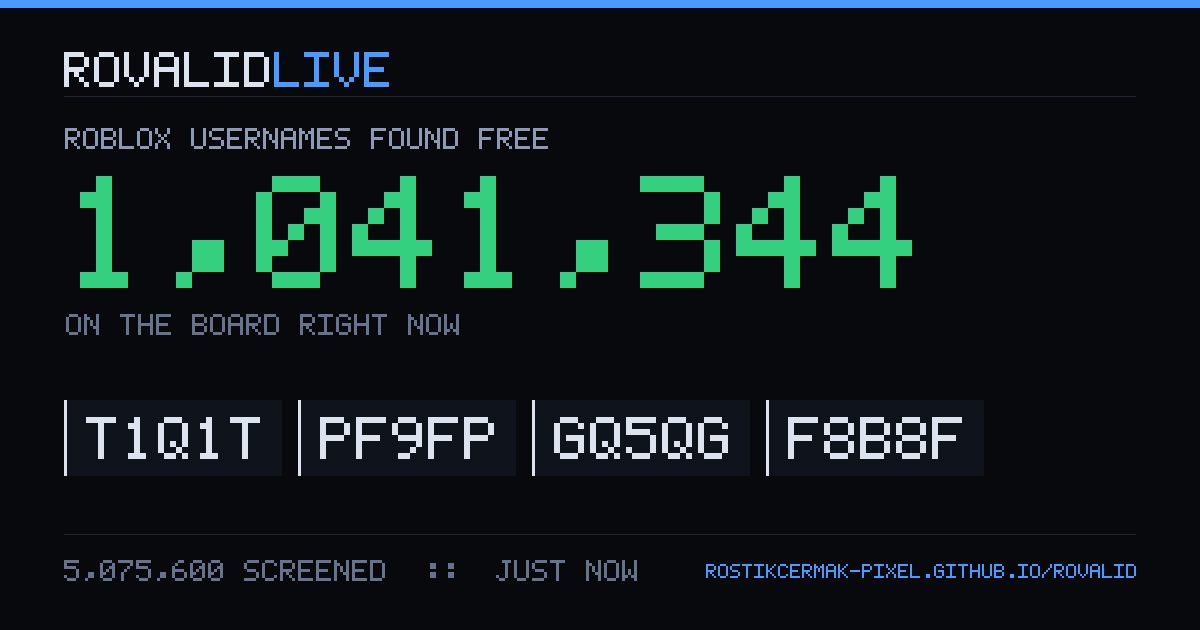 ROVALIDLIVE
ROBLOX USERNAMES FOUND FREE
1,041,344
ON THE BOARD RIGHT NOW
T1Q1T PF9FP GQ5QG F8B8F
5,075,600 SCREENED :: JUST NOW ROSTIKCERMAK-PIXEL.GITHUB.IO/ROVALID